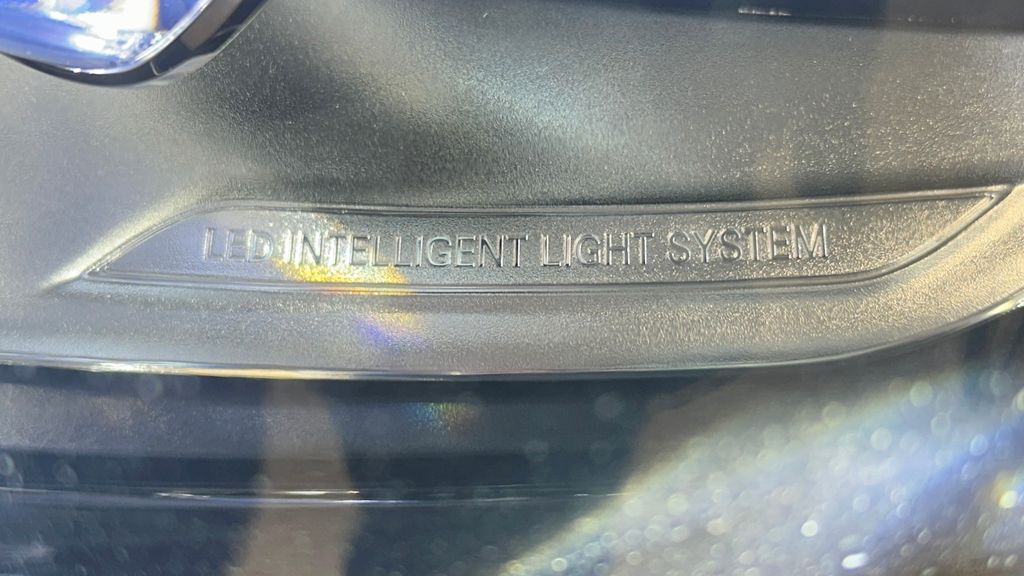 LED INTELLIGENT LIGHT SYSTEM